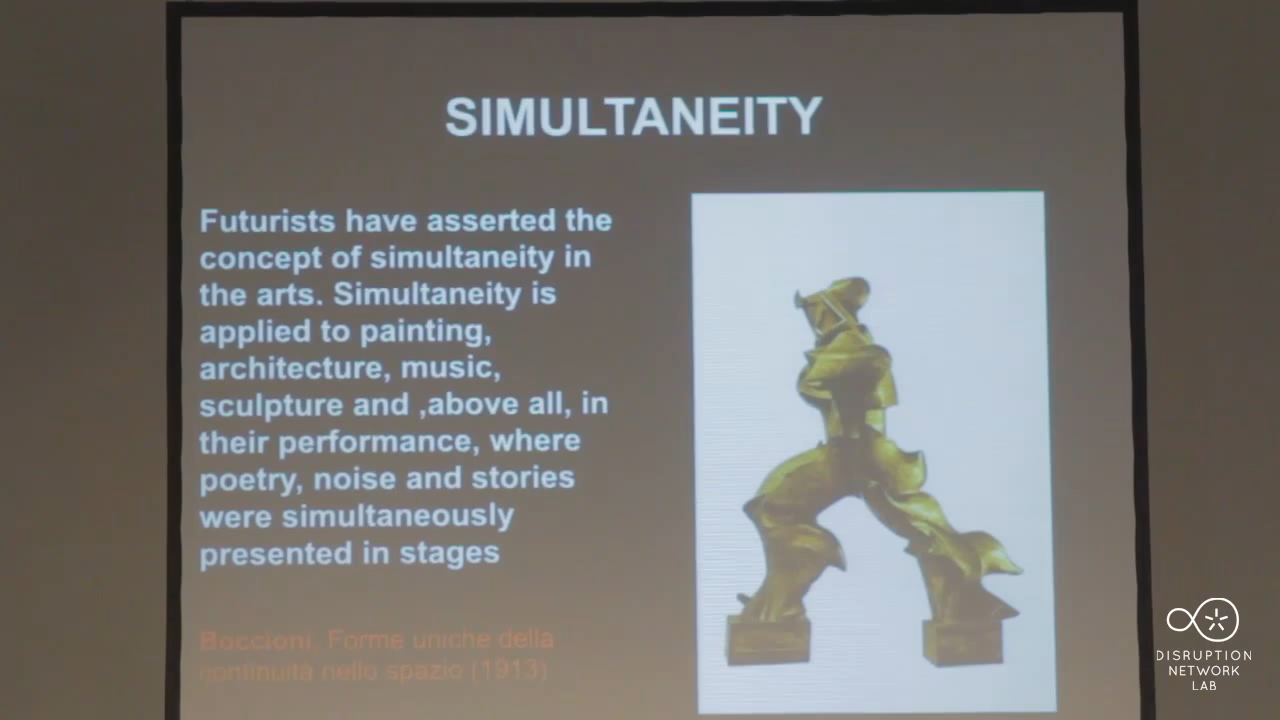 SIMULTANEITY
Futurists have asserted the
concept of simultaneity in
the arts. Simultaneity is
applied to painting,
architecture, music,
sculpture and ,above all, in
their performance, where
poetry, noise and stories
were simultaneously
presented in stages
Boccioni, Forme uniche della
continuità nello spazio (1913)
DISRUPTION
NETWORK
LAB